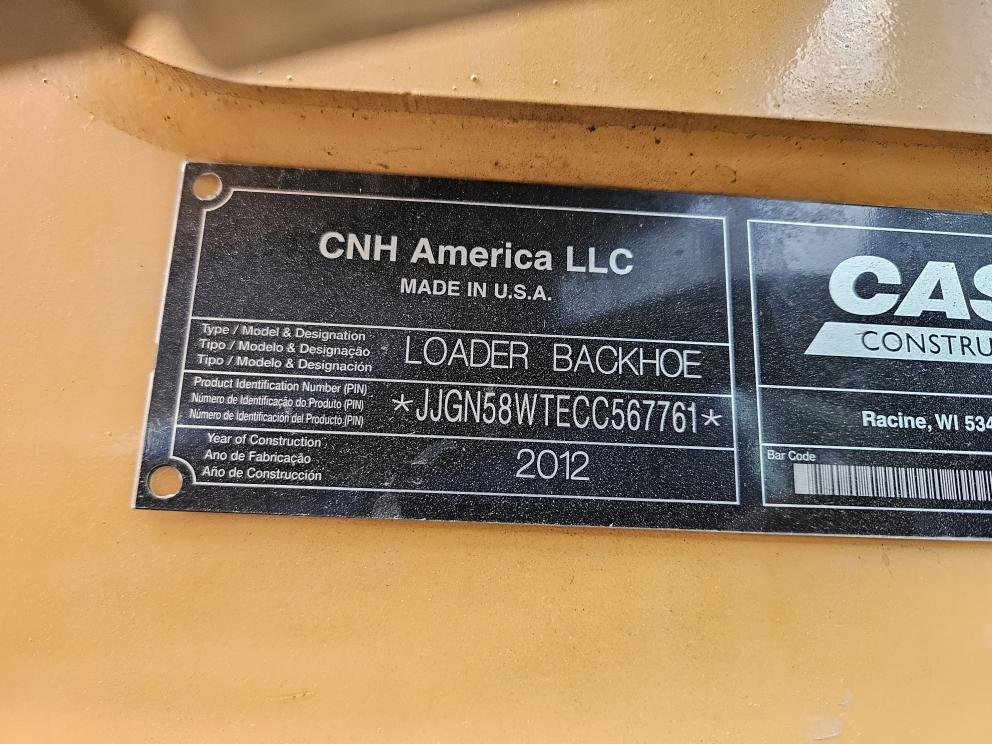 CNH America LLC
MADE IN U.S.A.
Type / Model & Designation
Tipo / Modelo & Designação
Tipo / Modelo & Designación
LOADER BACKHOE
Product Identification Number (PIN)
Número de Identificação do Produto (PIN)
Número de Identificación del Producto (PIN)
*JJGN58WTECC567761*
Year of Construction
Ano de Fabricação
Año de Construcción
2012
CAS
CONSTRU
Racine, WI 534
Bar Code